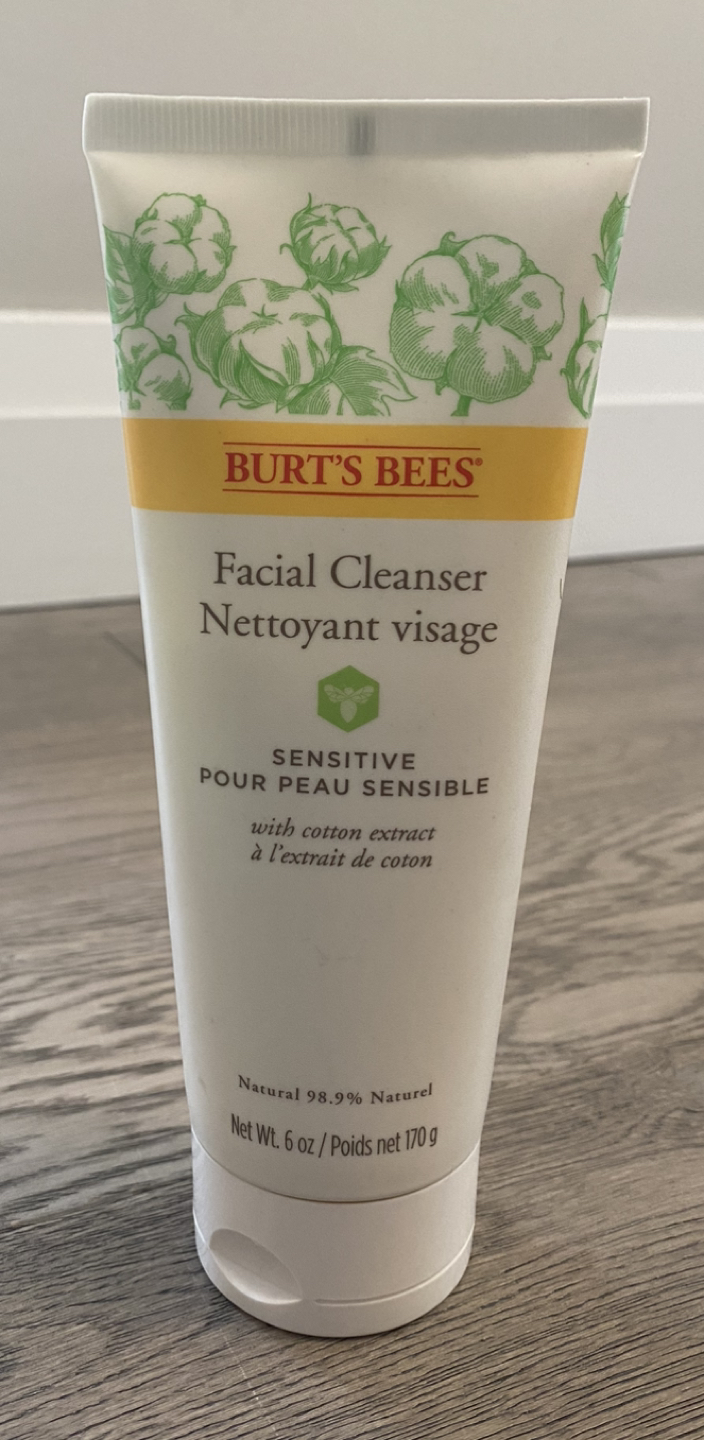 BURT'S BEES®
Facial Cleanser
Nettoyant visage
SENSITIVE
POUR PEAU SENSIBLE
with cotton extract
à l'extrait de coton
Natural 98.9% Naturel
Net Wt. 6 oz / Poids net 170 g